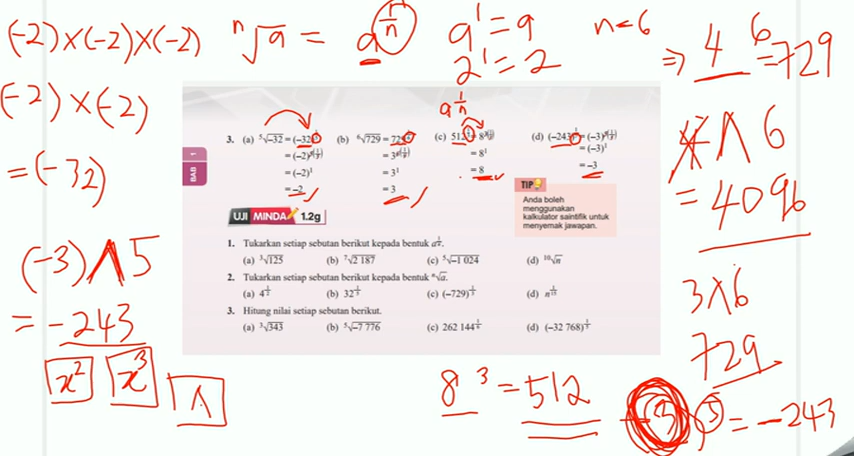 (-2)×(-2)×(-2) ⁿ√a = a^(1/n) a¹ = a n<6
2¹ = 2
⇒ 4⁶ = 729
(-2)×(-2)
= (-32)
a^(1/n)
3. (a) ⁵√-32 = (-32)^(1/5) (b) ⁶√729 = 729^(1/6) (c) 512^(1/3) = 8^(3(1/3)) (d) (-243)^(1/5) = (-3)^(5(1/5))
= (-2)^(5(1/5)) = 3^(6(1/6)) = 8¹ = (-3)¹
= (-2)¹ = 3¹ = 8 = -3
= -2 = 3
BAB 1
TIP
Anda boleh
menggunakan
kalkulator saintifik untuk
menyemak jawapan.
UJI MINDA 1.2g
1. Tukarkan setiap sebutan berikut kepada bentuk a^(1/n).
(a) ³√125 (b) ⁷√2 187 (c) ⁵√-1 024 (d) ¹⁰√n
2. Tukarkan setiap sebutan berikut kepada bentuk ⁿ√a.
(a) 4^(1/2) (b) 32^(1/5) (c) (-729)^(1/3) (d) n^(1/15)
3. Hitung nilai setiap sebutan berikut.
(a) ³√343 (b) ⁵√-7 776 (c) 262 144^(1/6) (d) (-32 768)^(1/5)
(-3)∧5
= -243
x² x³ ∧
∧6
= 4096
3∧6
729
8³ = 512
-3 5 = -243